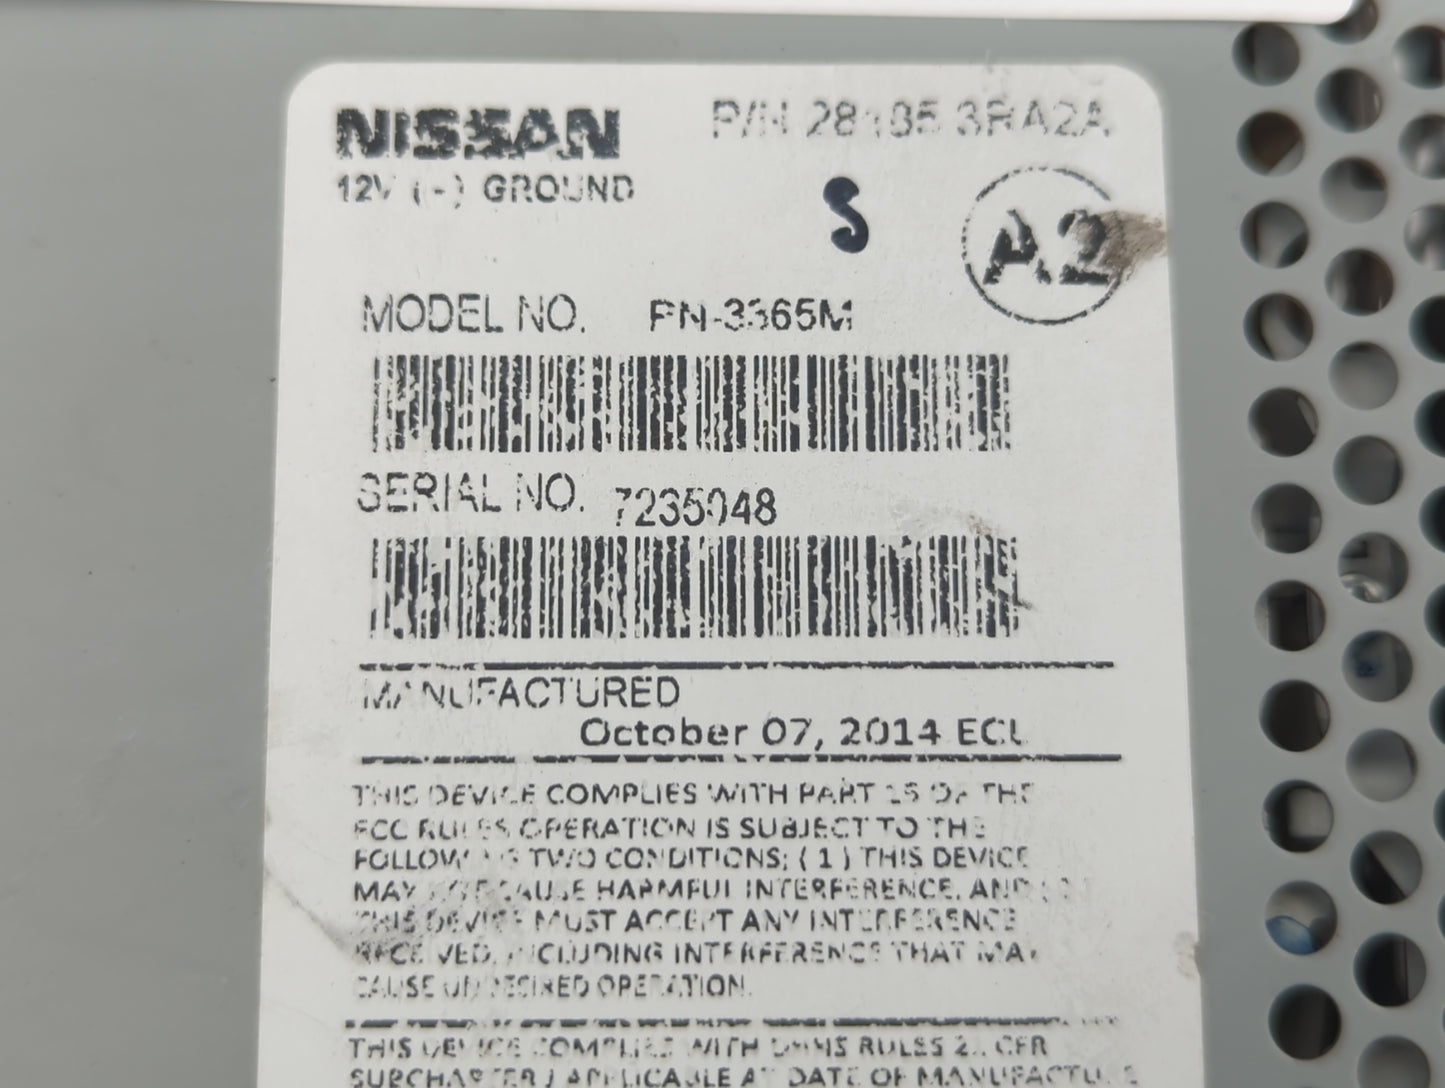 NISSAN
P/N 28185 3RA2A
12V (-) GROUND
S
A2
MODEL NO. PN-3365M
SERIAL NO. 7235048
MANUFACTURED
October 07, 2014 ECL
THIS DEVICE COMPLIES WITH PART 15 OF THE
FCC RULES OPERATION IS SUBJECT TO THE
FOLLOWING TWO CONDITIONS; ( 1 ) THIS DEVICE
MAY NOT CAUSE HARMFUL INTERFERENCE, AND
THIS DEVICE MUST ACCEPT ANY INTERFERENCE
RECEIVED, INCLUDING INTERFERENCE THAT MAY
CAUSE UNDESIRED OPERATION.
THIS DEVICE COMPLIES WITH DHHS RULES 21 CFR
SUBCHAPTER J APPLICABLE AT DATE OF MANUFACTURE